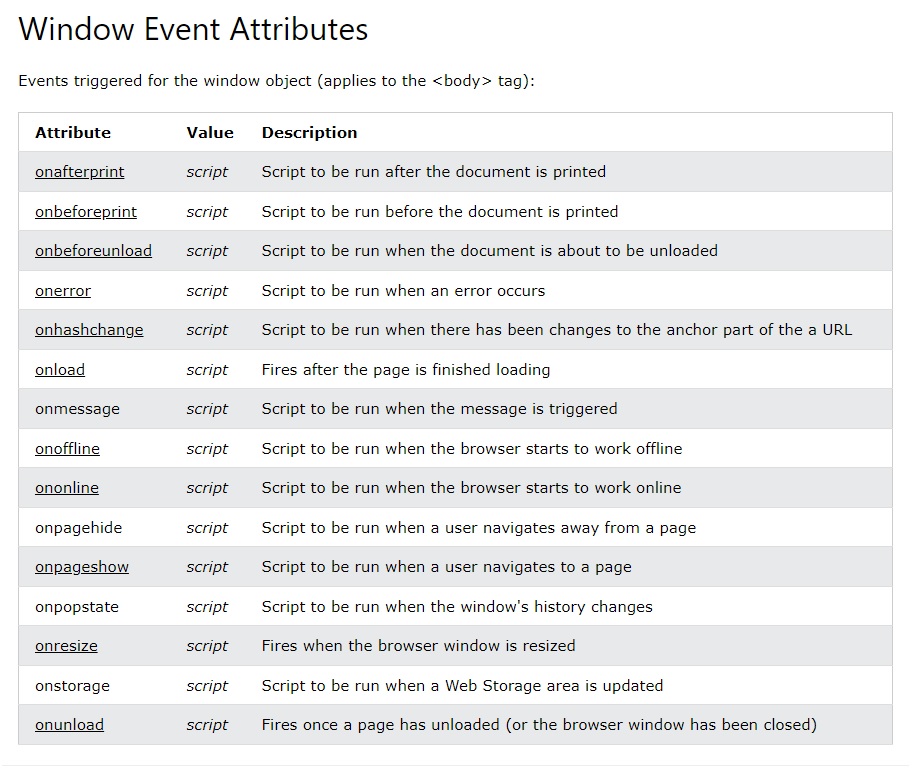 Window Event Attributes
Events triggered for the window object (applies to the <body> tag):
Attribute Value Description
onafterprint script Script to be run after the document is printed
onbeforeprint script Script to be run before the document is printed
onbeforeunload script Script to be run when the document is about to be unloaded
onerror script Script to be run when an error occurs
onhashchange script Script to be run when there has been changes to the anchor part of the a URL
onload script Fires after the page is finished loading
onmessage script Script to be run when the message is triggered
onoffline script Script to be run when the browser starts to work offline
ononline script Script to be run when the browser starts to work online
onpagehide script Script to be run when a user navigates away from a page
onpageshow script Script to be run when a user navigates to a page
onpopstate script Script to be run when the window's history changes
onresize script Fires when the browser window is resized
onstorage script Script to be run when a Web Storage area is updated
onunload script Fires once a page has unloaded (or the browser window has been closed)